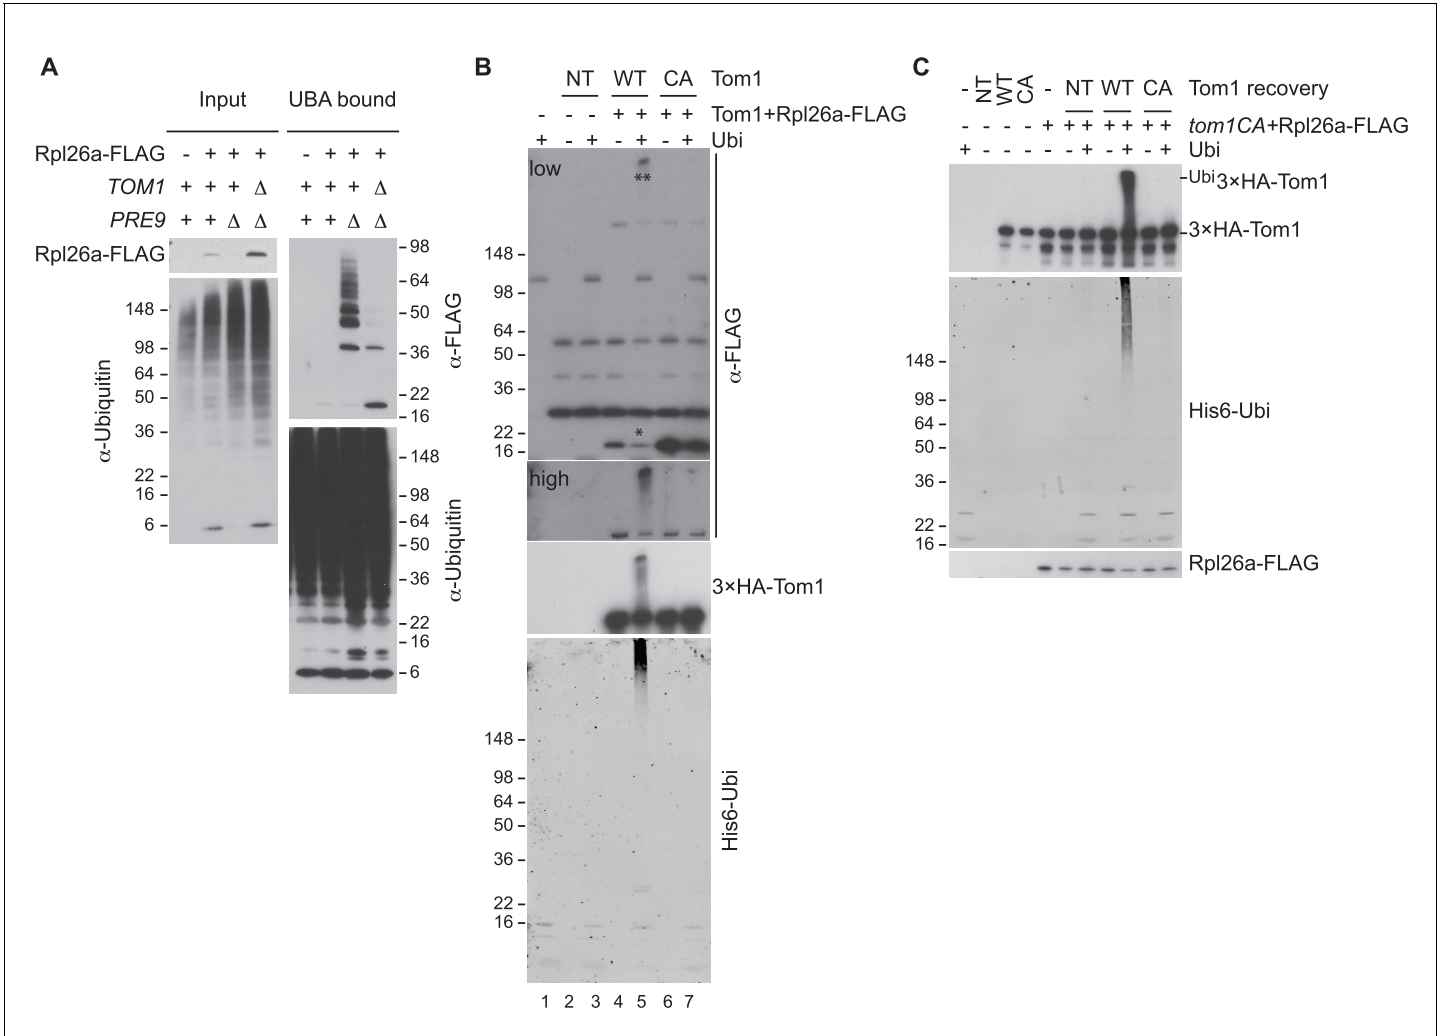 A
Input UBA bound
Rpl26a-FLAG - + + + - + + +
TOM1 + + + Δ + + + Δ
PRE9 + + Δ Δ + + Δ Δ
Rpl26a-FLAG
α-Ubiquitin
148
98
64
50
36
22
16
6
98
64
50
36
22
16
α-FLAG
148
98
64
50
36
22
16
6
α-Ubiquitin
B
NT WT CA Tom1
- - - + + + + Tom1+Rpl26a-FLAG
+ - + - + - + Ubi
low
**
*
148
98
64
50
36
22
16
high
α-FLAG
3×HA-Tom1
148
98
64
50
36
22
16
His6-Ubi
1 2 3 4 5 6 7
C
- NT WT CA - NT WT CA Tom1 recovery
- - - - + + + + + + + tom1CA+Rpl26a-FLAG
+ - - - - - + - + - + Ubi
Ubi3×HA-Tom1
3×HA-Tom1
148
98
64
50
36
22
16
His6-Ubi
Rpl26a-FLAG